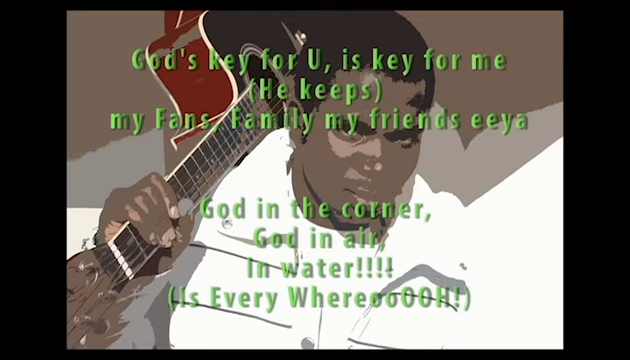 God's key for U, is key for me
(He keeps)
my Fans, Family my friends eeya
God in the corner,
God in air,
In water!!!!
(Is Every WhereooOOH!)